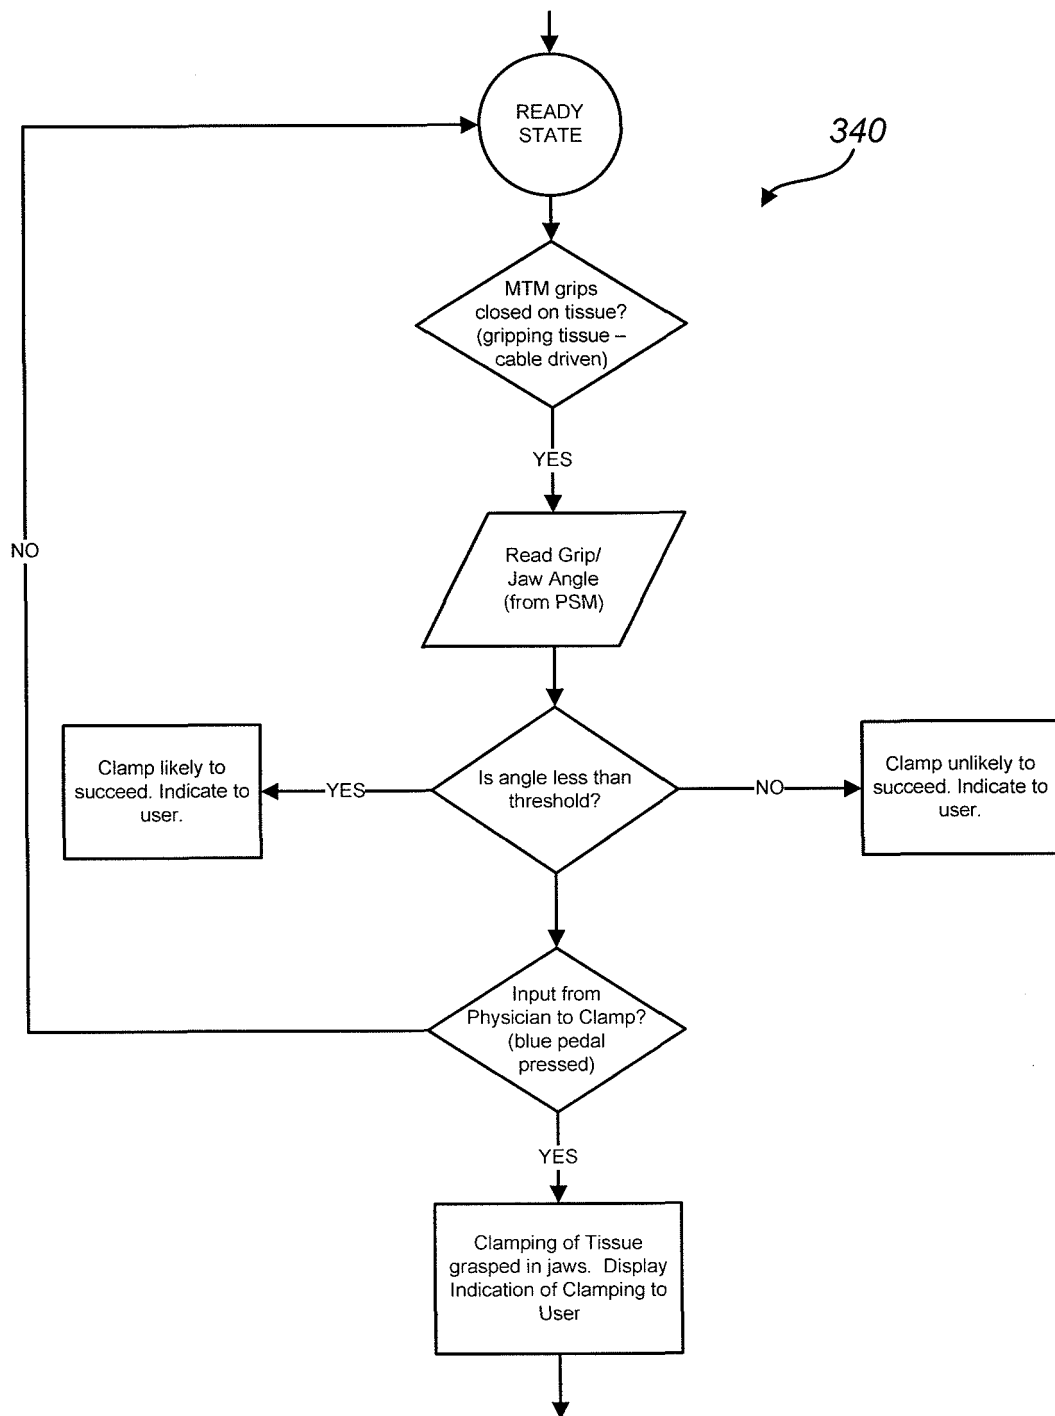 READY
STATE
340
MTM grips
closed on tissue?
(gripping tissue –
cable driven)
YES
NO
Read Grip/
Jaw Angle
(from PSM)
Clamp likely to
succeed. Indicate to
user.
YES
Is angle less than
threshold?
NO
Clamp unlikely to
succeed. Indicate to
user.
Input from
Physician to Clamp?
(blue pedal
pressed)
YES
Clamping of Tissue
grasped in jaws. Display
Indication of Clamping to
User